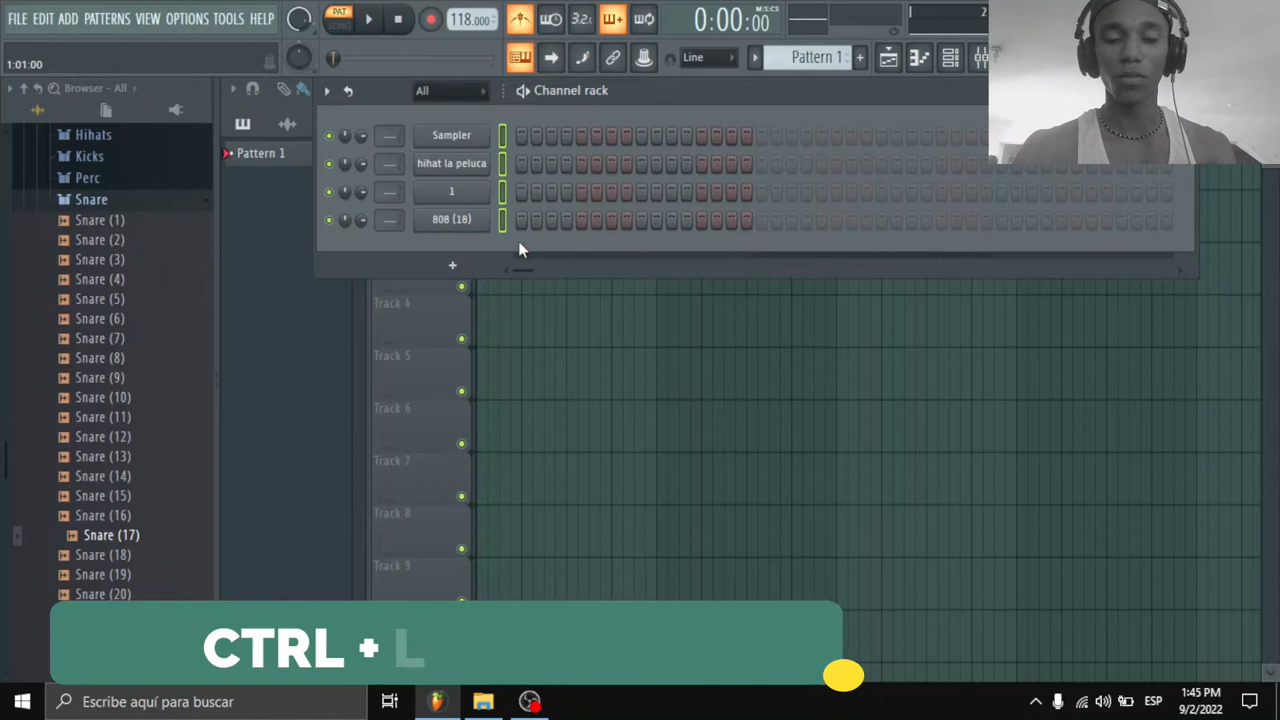 FILE EDIT ADD PATTERNS VIEW OPTIONS TOOLS HELP
PAT
SONG
118.000
3.2
0:00:00
M:S:CS
2
1:01:00
Line
Pattern 1
Browser - All
All
Channel rack
Hihats
Kicks
Perc
Snare
Snare (1)
Snare (2)
Snare (3)
Snare (4)
Snare (5)
Snare (6)
Snare (7)
Snare (8)
Snare (9)
Snare (10)
Snare (11)
Snare (12)
Snare (13)
Snare (14)
Snare (15)
Snare (16)
Snare (17)
Snare (18)
Snare (19)
Snare (20)
Pattern 1
Sampler
hihat la peluca
1
808 (18)
Track 4
Track 5
Track 6
Track 7
Track 8
Track 9
CTRL + L
Escribe aquí para buscar
ESP
1:45 PM
9/2/2022